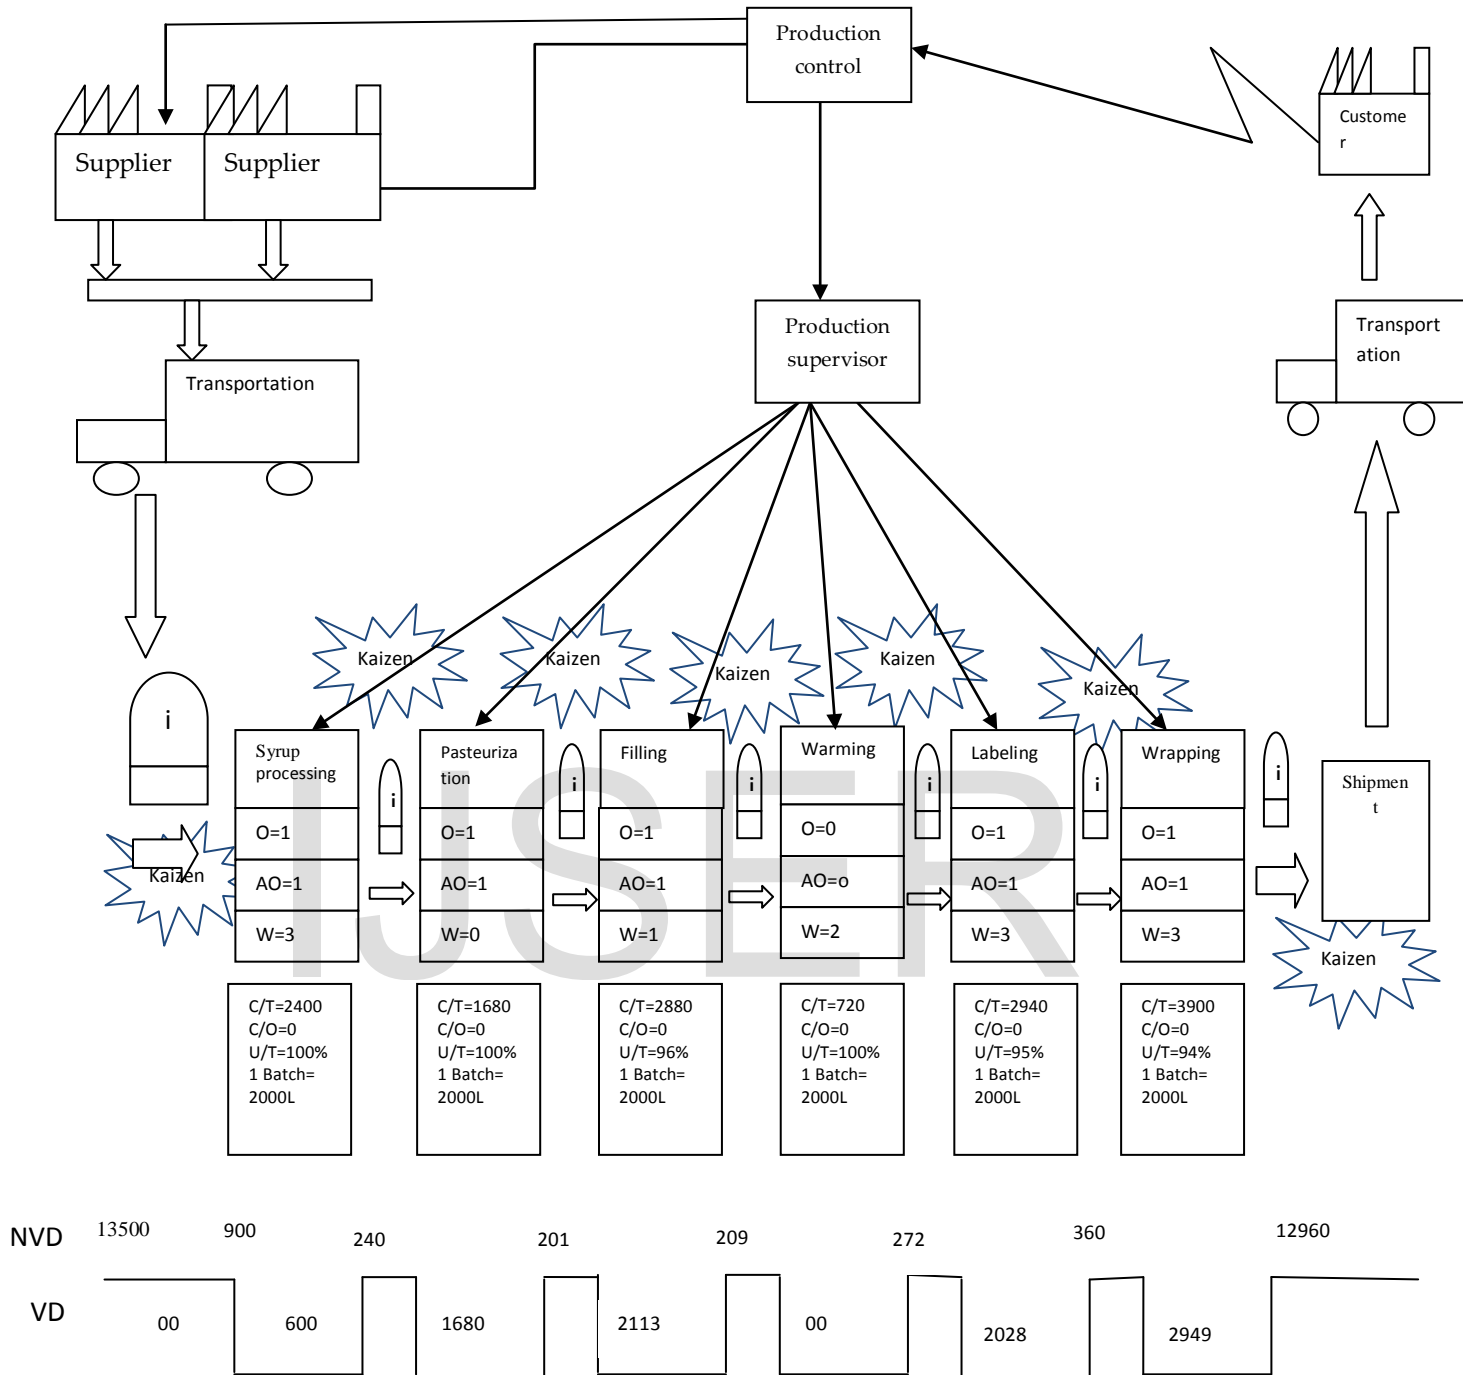 Production
control
Custome
r
Supplier
Supplier
Production
supervisor
Transport
ation
Transportation
Kaizen
Kaizen
Kaizen
Kaizen
Kaizen
i
Syrup
processing
O=1
AO=1
W=3
i
Pasteuriza
tion
O=1
AO=1
W=0
i
Filling
O=1
AO=1
W=1
i
Warming
O=0
AO=o
W=2
i
Labeling
O=1
AO=1
W=3
i
Wrapping
O=1
AO=1
W=3
i
Shipmen
t
Kaizen
Kaizen
IJSER
C/T=2400
C/O=0
U/T=100%
1 Batch=
2000L
C/T=1680
C/O=0
U/T=100%
1 Batch=
2000L
C/T=2880
C/O=0
U/T=96%
1 Batch=
2000L
C/T=720
C/O=0
U/T=100%
1 Batch=
2000L
C/T=2940
C/O=0
U/T=95%
1 Batch=
2000L
C/T=3900
C/O=0
U/T=94%
1 Batch=
2000L
NVD 13500 900 240 201 209 272 360 12960
VD 00 600 1680 2113 00 2028 2949